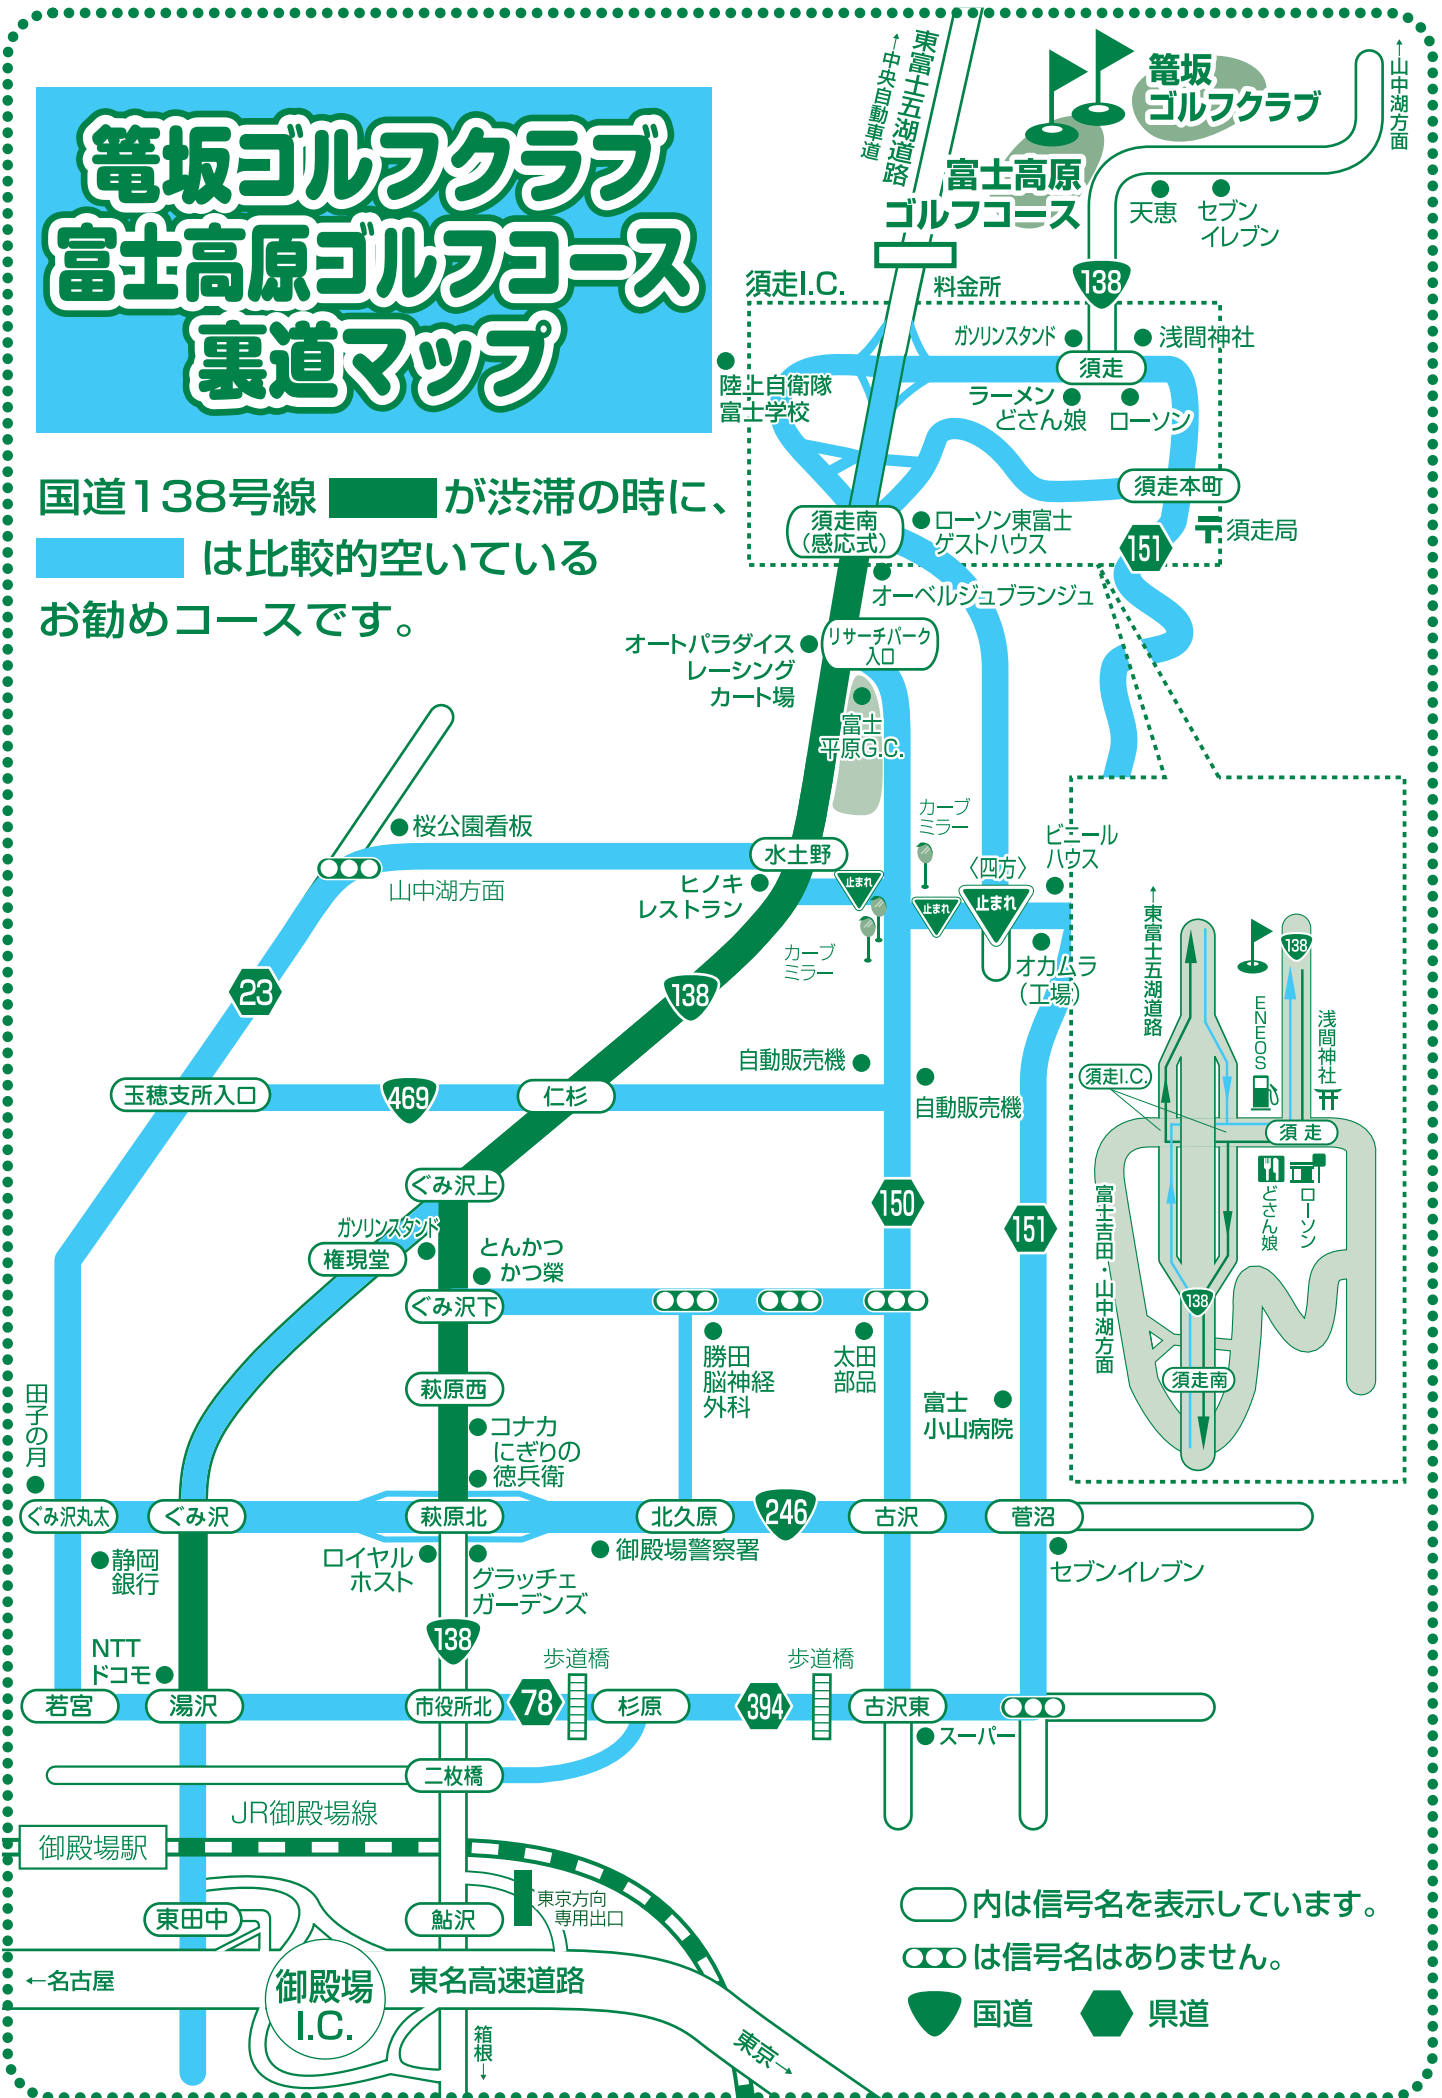 篭坂ゴルフクラブ
富士高原ゴルフコース
裏道マップ
国道138号線 が渋滞の時に、
は比較的空いている
お勧めコースです。
東富士五湖道路
←中央自動車道
篭坂
ゴルフクラブ
富士高原
ゴルフコース
←山中湖方面
天恵
セブン
イレブン
138
須走I.C.
料金所
ガソリンスタンド
浅間神社
須走
陸上自衛隊
富士学校
ラーメン
どさん娘
ローソン
須走本町
須走南
(感応式)
ローソン東富士
ゲストハウス
151
須走局
オーベルジュブランジュ
オートパラダイス
レーシング
カート場
リサーチパーク
入口
富士
平原G.C.
桜公園看板
山中湖方面
水土野
カーブ
ミラー
ビニール
ハウス
〈四方〉
ヒノキ
レストラン
止まれ
止まれ
止まれ
カーブ
ミラー
オカムラ
(工場)
23
138
自動販売機
自動販売機
玉穂支所入口
469
仁杉
←東富士五湖道路
138
ENEOS
浅間神社
須走I.C.
須走
どさん娘
ローソン
富士吉田・山中湖方面
138
須走南
ぐみ沢上
150
151
ガソリンスタンド
権現堂
とんかつ
かつ榮
ぐみ沢下
勝田
脳神経
外科
太田
部品
萩原西
富士
小山病院
田子の月
コナカ
にぎりの
徳兵衛
ぐみ沢丸太
ぐみ沢
萩原北
北久原
246
古沢
菅沼
静岡
銀行
ロイヤル
ホスト
グラッチェ
ガーデンズ
御殿場警察署
セブンイレブン
138
NTT
ドコモ
歩道橋
歩道橋
若宮
湯沢
市役所北
78
杉原
394
古沢東
スーパー
二枚橋
JR御殿場線
御殿場駅
東京方向
専用出口
東田中
鮎沢
←名古屋
御殿場
I.C.
東名高速道路
箱根→
東京→
内は信号名を表示しています。
は信号名はありません。
国道
県道